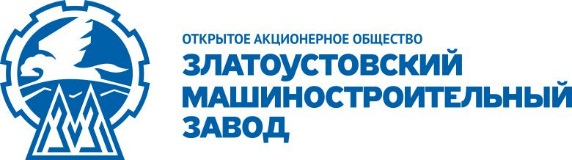 ОТКРЫТОЕ АКЦИОНЕРНОЕ ОБЩЕСТВО
ЗЛАТОУСТОВСКИЙ
МАШИНОСТРОИТЕЛЬНЫЙ
ЗАВОД